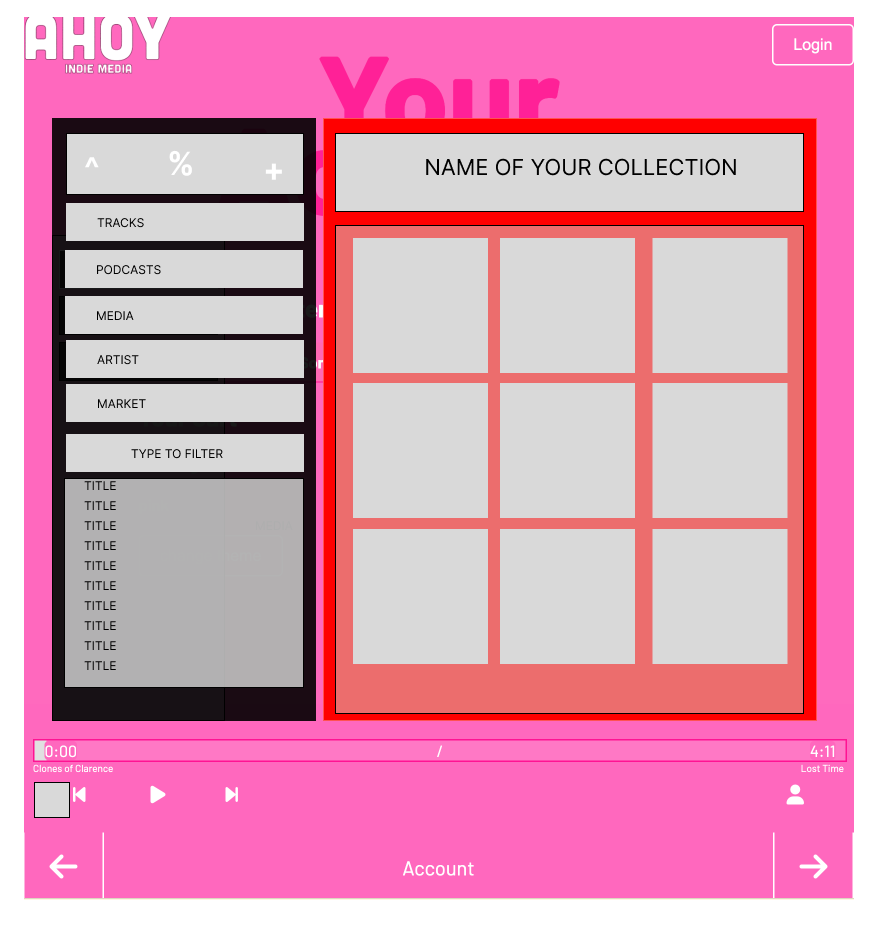 AHOY
INDIE MEDIA
Login
Your
^ % +
NAME OF YOUR COLLECTION
TRACKS
PODCASTS
MEDIA
ARTIST
MARKET
TYPE TO FILTER
TITLE
TITLE
TITLE
TITLE
TITLE
TITLE
TITLE
TITLE
TITLE
TITLE
0:00 / 4:11
Clones of Clarence Lost Time
Account